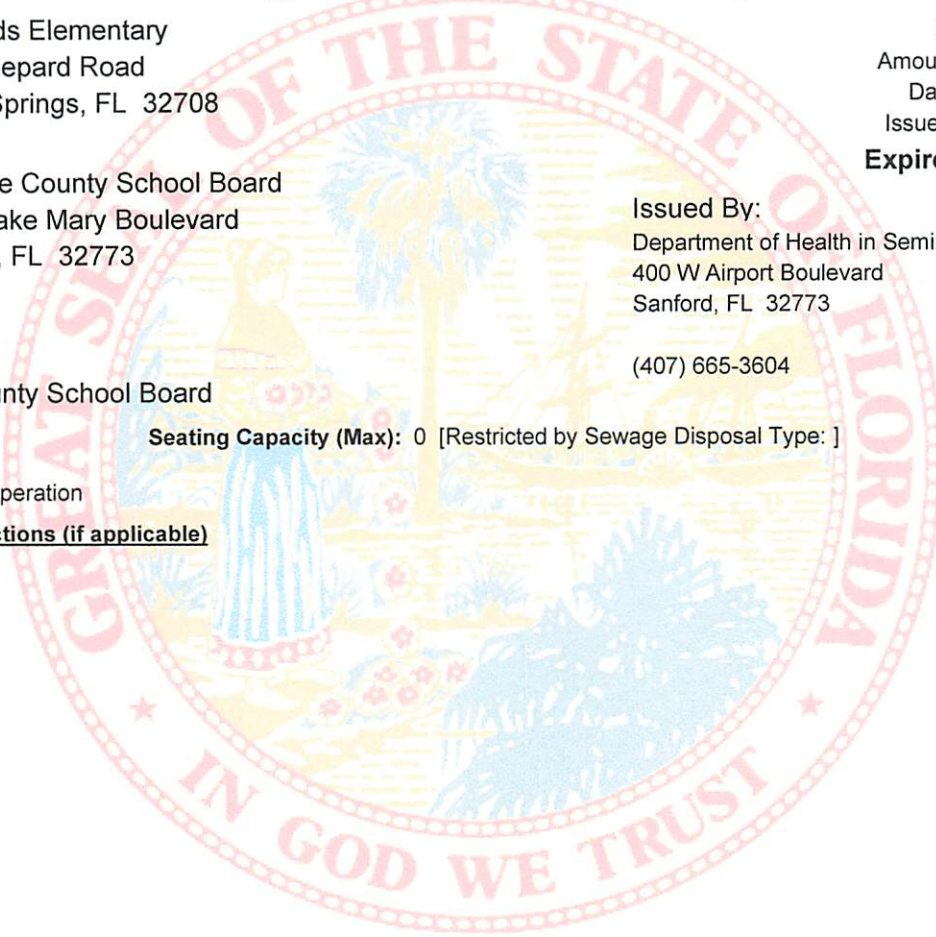 ds Elementary
epard Road
Springs, FL 32708
e County School Board
ake Mary Boulevard
, FL 32773
nty School Board
Amou
Da
Issue
Expire
Issued By:
Department of Health in Semi
400 W Airport Boulevard
Sanford, FL 32773
(407) 665-3604
Seating Capacity (Max): 0 [Restricted by Sewage Disposal Type: ]
peration
tions (if applicable)
GREAT SEAL OF THE STATE OF FLORIDA
IN GOD WE TRUST